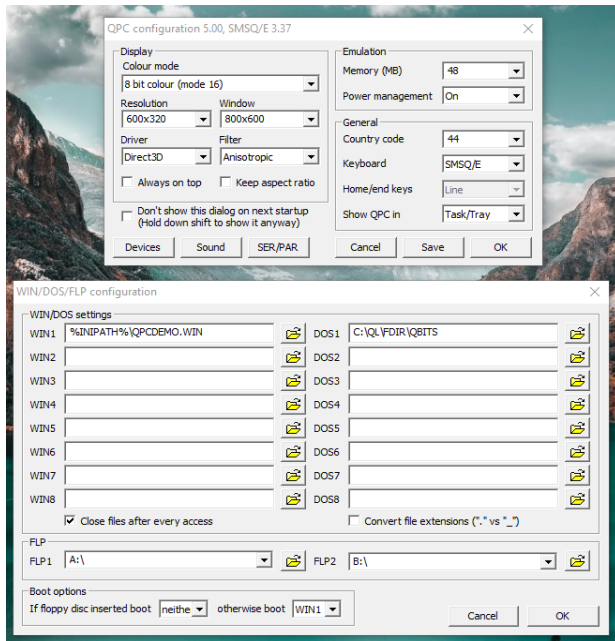 QPC configuration 5.00, SMSQ/E 3.37
Display
Colour mode
8 bit colour (mode 16)
Resolution Window
600x320 800x600
Driver Filter
Direct3D Anisotropic
Always on top Keep aspect ratio
Don't show this dialog on next startup
(Hold down shift to show it anyway)
Devices Sound SER/PAR
Emulation
Memory (MB) 48
Power management On
General
Country code 44
Keyboard SMSQ/E
Home/end keys Line
Show QPC in Task/Tray
Cancel Save OK
WIN/DOS/FLP configuration
WIN/DOS settings
WIN1 %INIPATH%\QPCDEMO.WIN DOS1 C:\QL\FDIR\QBITS
WIN2 DOS2
WIN3 DOS3
WIN4 DOS4
WIN5 DOS5
WIN6 DOS6
WIN7 DOS7
WIN8 DOS8
Close files after every access Convert file extensions ("." vs "_")
FLP
FLP1 A:\ FLP2 B:\
Boot options
If floppy disc inserted boot neithe otherwise boot WIN1
Cancel OK